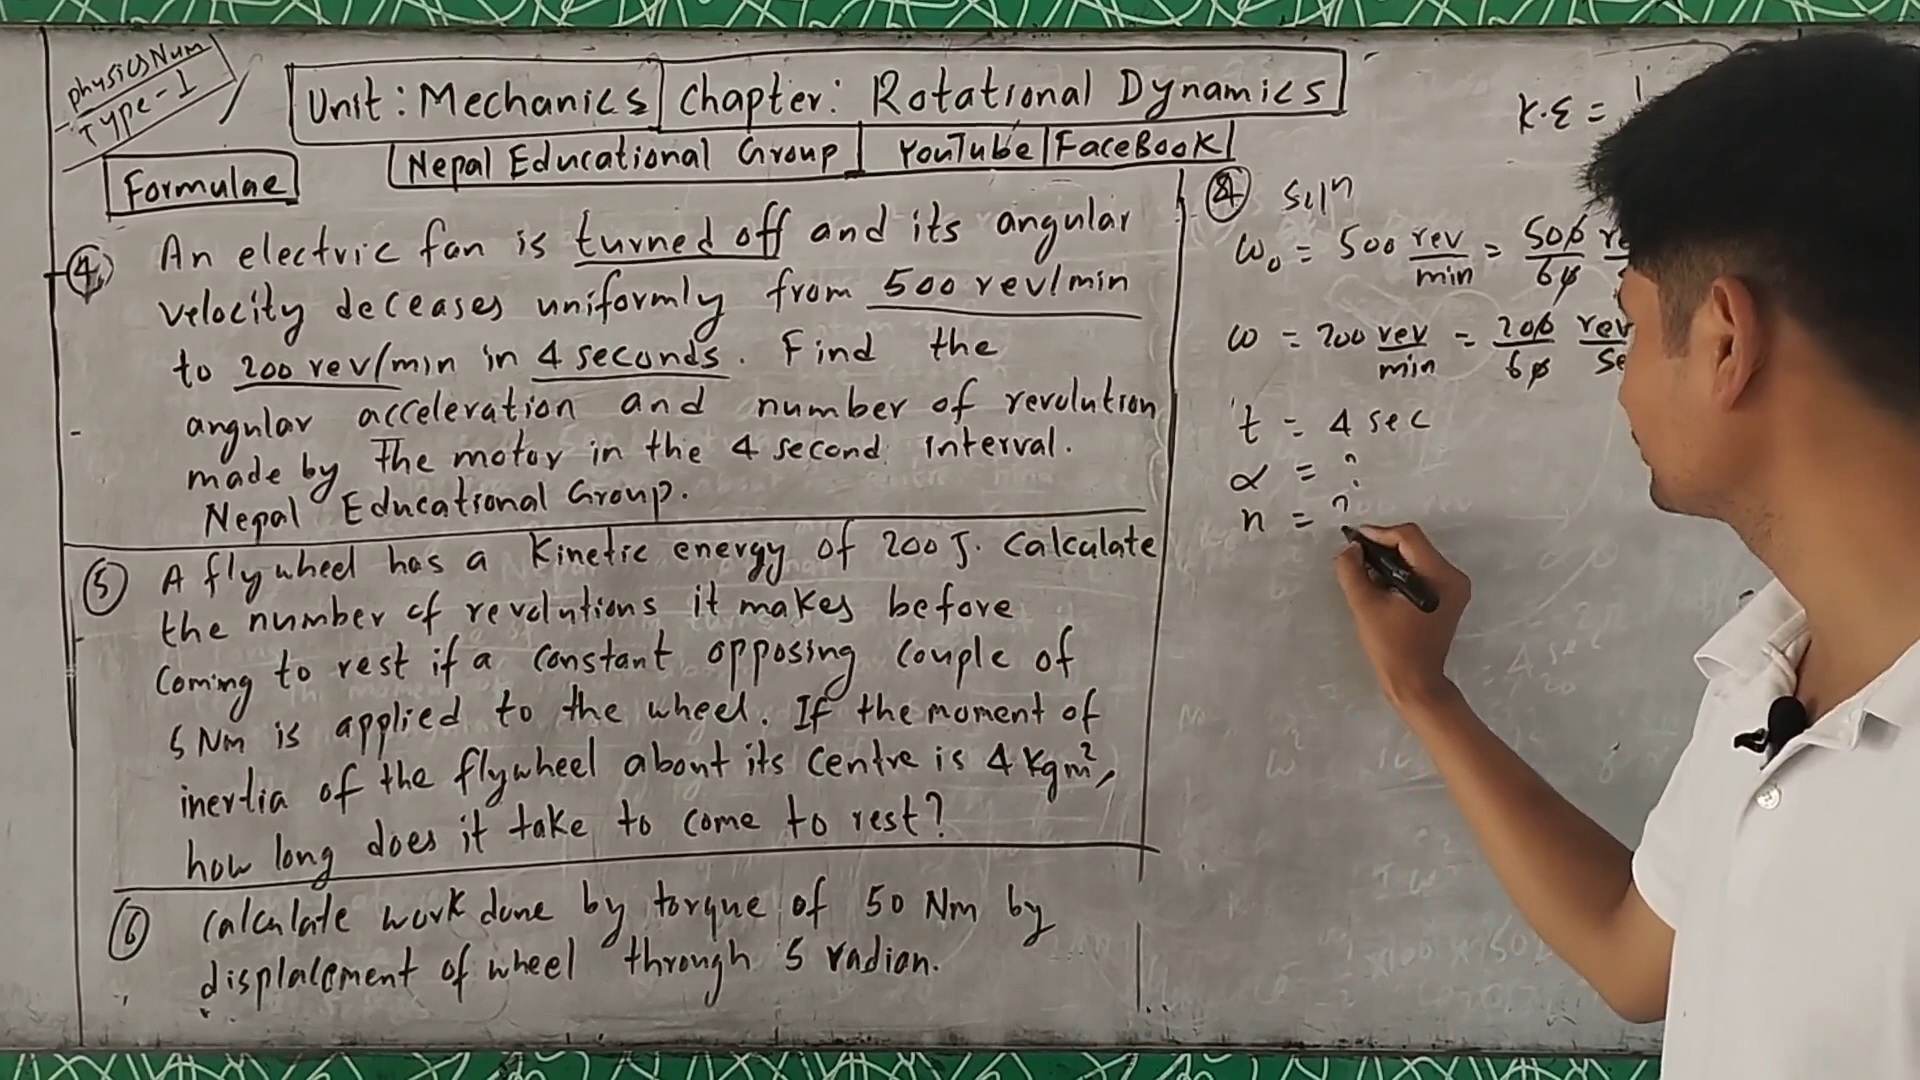 physics Num
Type-1
Unit: Mechanics Chapter: Rotational Dynamics
Nepal Educational Group YouTube FaceBook
Formulae
4 An electric fan is turned off and its angular
velocity deceases uniformly from 500 rev/min
to 200 rev/min in 4 seconds. Find the
angular acceleration and number of revolution
made by The motor in the 4 second interval.
Nepal Educational Group.
5 A flywheel has a Kinetic energy of 200 J. Calculate
the number of revolutions it makes before
Coming to rest if a constant opposing couple of
5 Nm is applied to the wheel. If the moment of
inertia of the flywheel about its centre is 4 kgm²,
how long does it take to come to rest?
6 Calculate work done by torque of 50 Nm by
displacement of wheel through 5 radian.
K.E =
solⁿ
ω₀ = 500 rev/min = 500/60
ω = 200 rev/min = 200/60 rev/
t = 4 sec
α = ?
n = ?